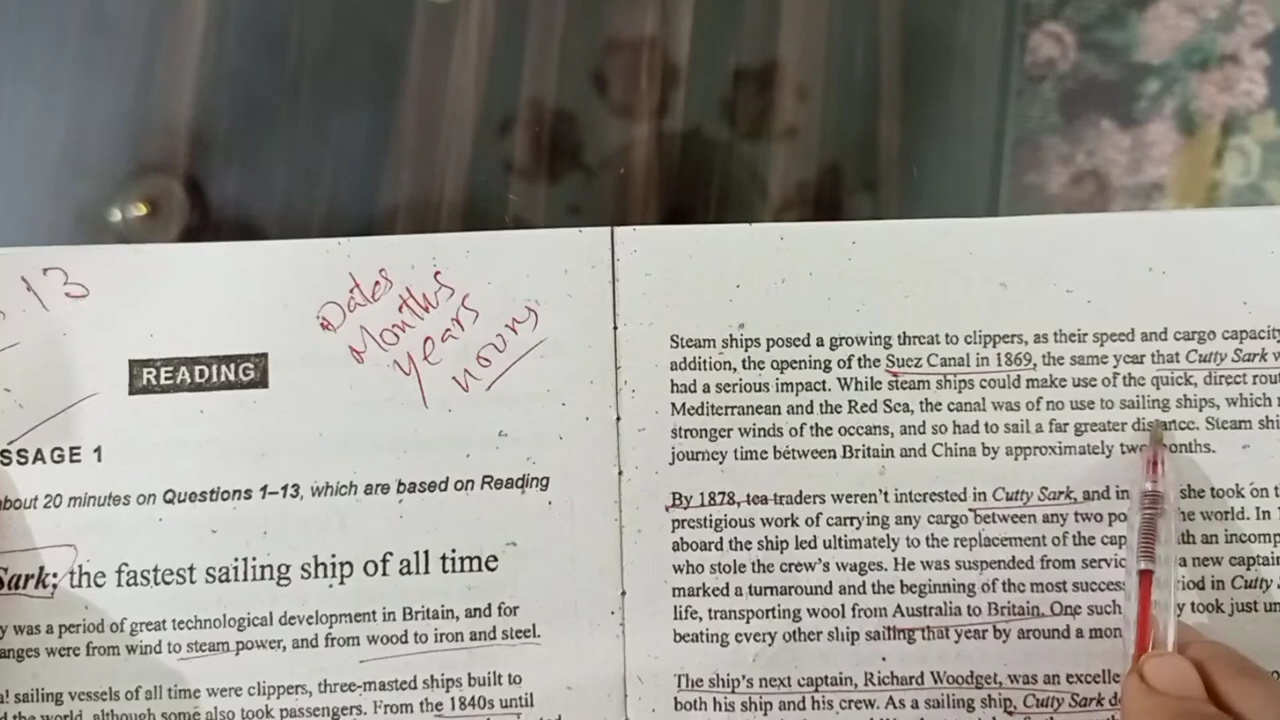 .13
Dates
Months
years
hours
READING
SSAGE 1
bout 20 minutes on Questions 1–13, which are based on Reading
Sark: the fastest sailing ship of all time
y was a period of great technological development in Britain, and for
anges were from wind to steam power, and from wood to iron and steel.
al sailing vessels of all time were clippers, three-masted ships built to
d the world, although some also took passengers. From the 1840s until
Steam ships posed a growing threat to clippers, as their speed and cargo capacity
addition, the opening of the Suez Canal in 1869, the same year that Cutty Sark w
had a serious impact. While steam ships could make use of the quick, direct rout
Mediterranean and the Red Sea, the canal was of no use to sailing ships, which
stronger winds of the oceans, and so had to sail a far greater distance. Steam shi
journey time between Britain and China by approximately two months.
By 1878, tea traders weren't interested in Cutty Sark, and in she took on t
prestigious work of carrying any cargo between any two po he world. In 1
aboard the ship led ultimately to the replacement of the cap ith an incomp
who stole the crew's wages. He was suspended from servic a new captain
marked a turnaround and the beginning of the most success riod in Cutty
life, transporting wool from Australia to Britain. One such y took just un
beating every other ship sailing that year by around a mon
The ship's next captain, Richard Woodget, was an excelle
both his ship and his crew. As a sailing ship, Cutty Sark de